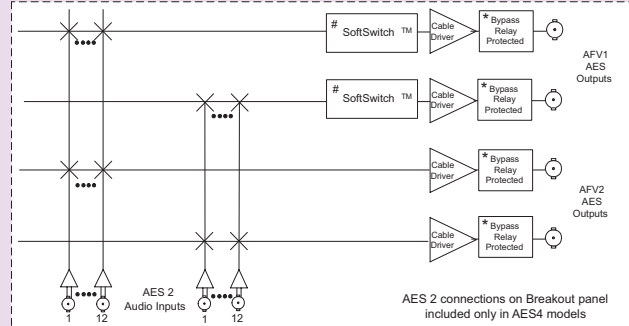 #
SoftSwitch ™
Cable
Driver
* Bypass
Relay
Protected
AFV1
AES
Outputs
#
SoftSwitch ™
Cable
Driver
* Bypass
Relay
Protected
Cable
Driver
* Bypass
Relay
Protected
AFV2
AES
Outputs
Cable
Driver
* Bypass
Relay
Protected
AES 2
Audio Inputs
1
12
1
12
AES 2 connections on Breakout panel
included only in AES4 models